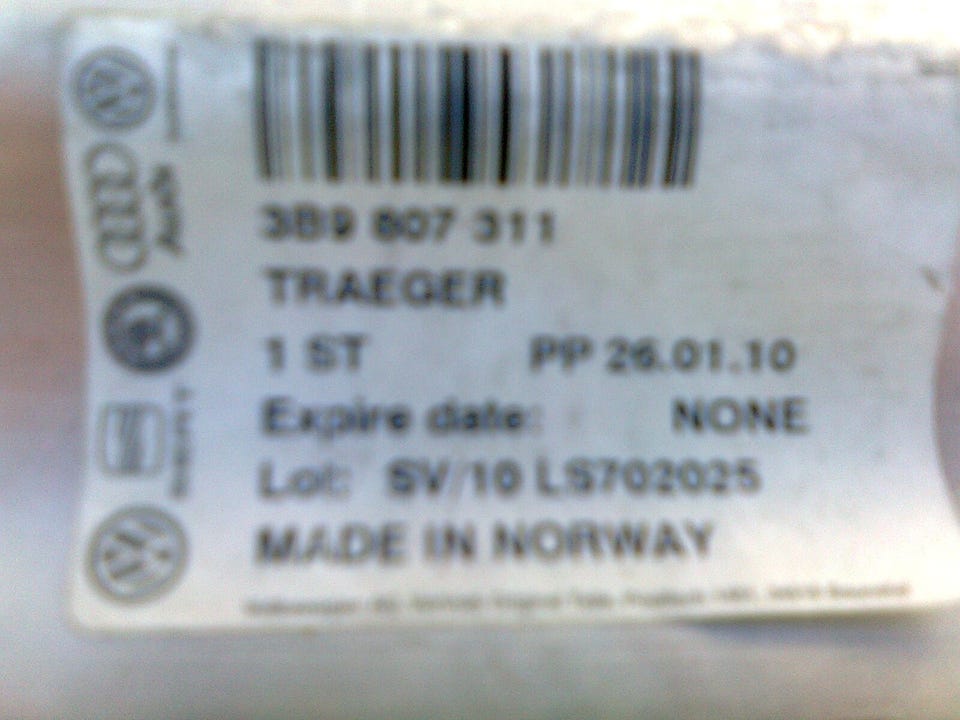 3B9 807 311
TRAEGER
1 ST PP 26.01.10
Expire date: NONE
Lot: SV/10 LS702025
MADE IN NORWAY
Audi